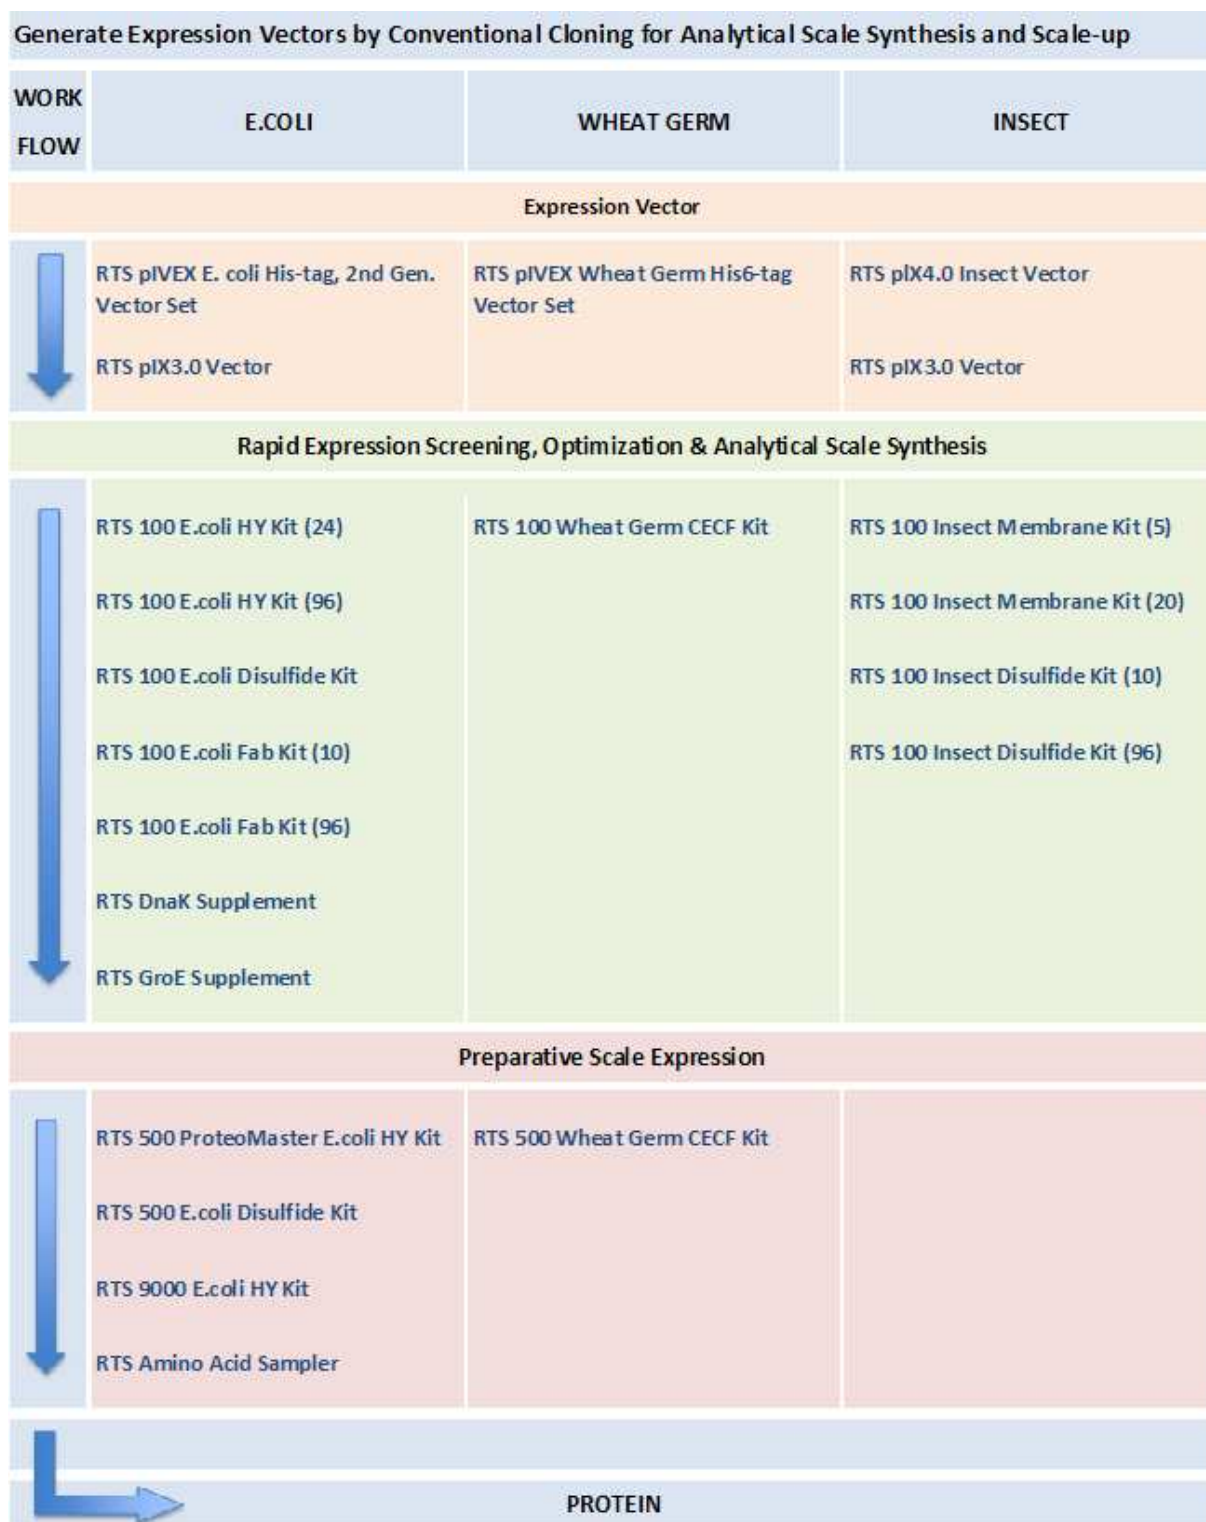 Generate Expression Vectors by Conventional Cloning for Analytical Scale Synthesis and Scale-up
WORK
FLOW
E.COLI
WHEAT GERM
INSECT
Expression Vector
RTS pIVEX E. coli His-tag, 2nd Gen.
Vector Set
RTS pIX3.0 Vector
RTS pIVEX Wheat Germ His6-tag
Vector Set
RTS pIX4.0 Insect Vector
RTS pIX3.0 Vector
Rapid Expression Screening, Optimization & Analytical Scale Synthesis
RTS 100 E.coli HY Kit (24)
RTS 100 E.coli HY Kit (96)
RTS 100 E.coli Disulfide Kit
RTS 100 E.coli Fab Kit (10)
RTS 100 E.coli Fab Kit (96)
RTS DnaK Supplement
RTS GroE Supplement
RTS 100 Wheat Germ CECF Kit
RTS 100 Insect Membrane Kit (5)
RTS 100 Insect Membrane Kit (20)
RTS 100 Insect Disulfide Kit (10)
RTS 100 Insect Disulfide Kit (96)
Preparative Scale Expression
RTS 500 ProteoMaster E.coli HY Kit
RTS 500 E.coli Disulfide Kit
RTS 9000 E.coli HY Kit
RTS Amino Acid Sampler
RTS 500 Wheat Germ CECF Kit
PROTEIN